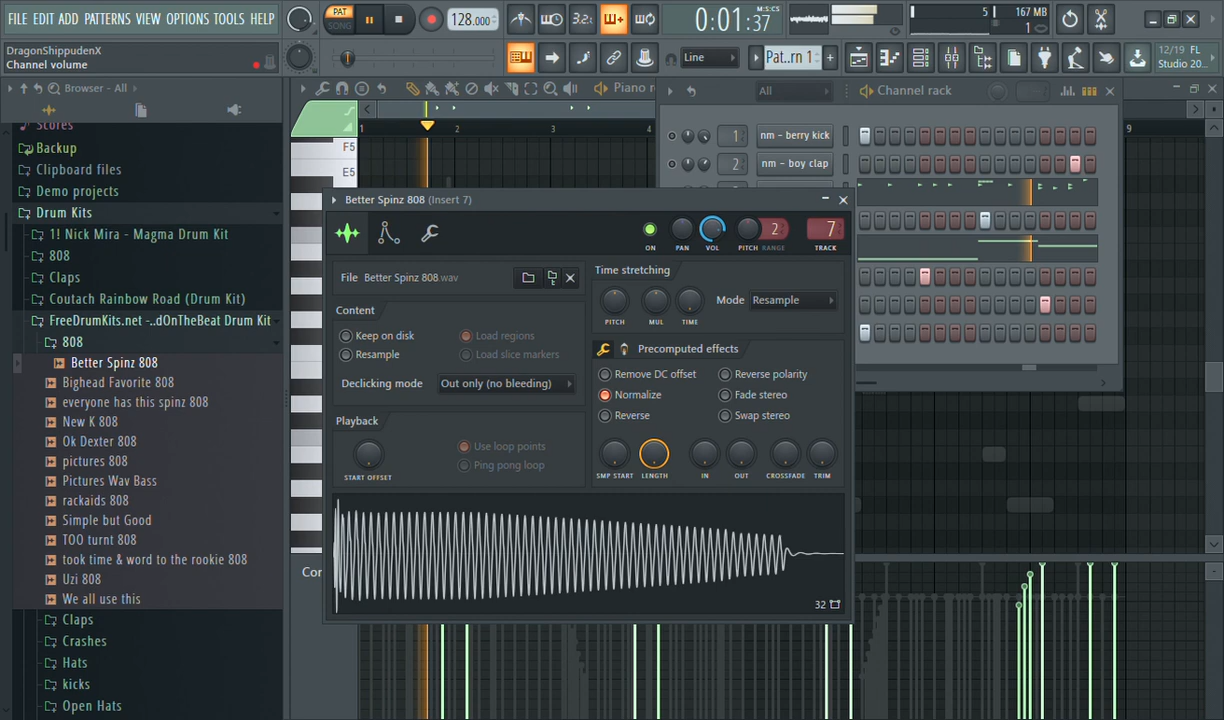 FILE EDIT ADD PATTERNS VIEW OPTIONS TOOLS HELP
PAT
SONG
128.000
3.2
0:01:37
M:S:CS
5
167 MB
1
DragonShippudenX
Channel volume
Line
Pat..rn 1
12/19 FL
Studio 20...
Browser - All
Scores
Backup
Clipboard files
Demo projects
Drum Kits
1! Nick Mira - Magma Drum Kit
808
Claps
Coutach Rainbow Road (Drum Kit)
FreeDrumKits.net -..dOnTheBeat Drum Kit
808
Better Spinz 808
Bighead Favorite 808
everyone has this spinz 808
New K 808
Ok Dexter 808
pictures 808
Pictures Wav Bass
rackaids 808
Simple but Good
TOO turnt 808
took time & word to the rookie 808
Uzi 808
We all use this
Claps
Crashes
Hats
kicks
Open Hats
Piano r
1
2
3
4
9
F5
E5
All
Channel rack
1
nm - berry kick
2
nm - boy clap
Better Spinz 808 (Insert 7)
ON
PAN
VOL
PITCH
2
RANGE
7
TRACK
File Better Spinz 808.wav
Content
Keep on disk
Load regions
Resample
Load slice markers
Declicking mode
Out only (no bleeding)
Playback
START OFFSET
Use loop points
Ping pong loop
Time stretching
PITCH
MUL
TIME
Mode
Resample
Precomputed effects
Remove DC offset
Reverse polarity
Normalize
Fade stereo
Reverse
Swap stereo
SMP START
LENGTH
IN
OUT
CROSSFADE
TRIM
32
Cor